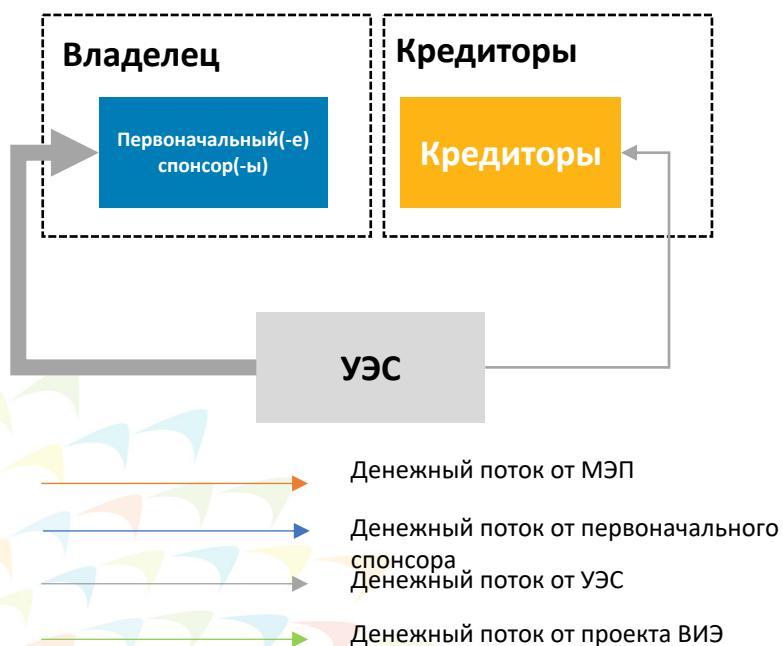 Владелец
Кредиторы
Первоначальный(-е)
спонсор(-ы)
Кредиторы
УЭС
Денежный поток от МЭП
Денежный поток от первоначального
спонсора
Денежный поток от УЭС
Денежный поток от проекта ВИЭ